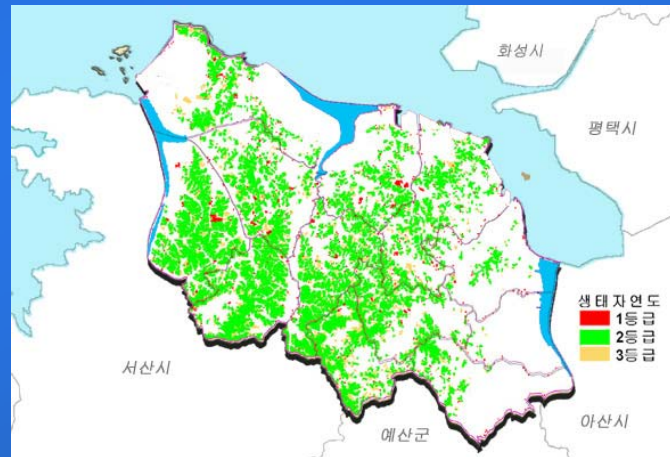 화성시
평택시
생태자연도
1등급
2등급
3등급
서산시
아산시
예산군